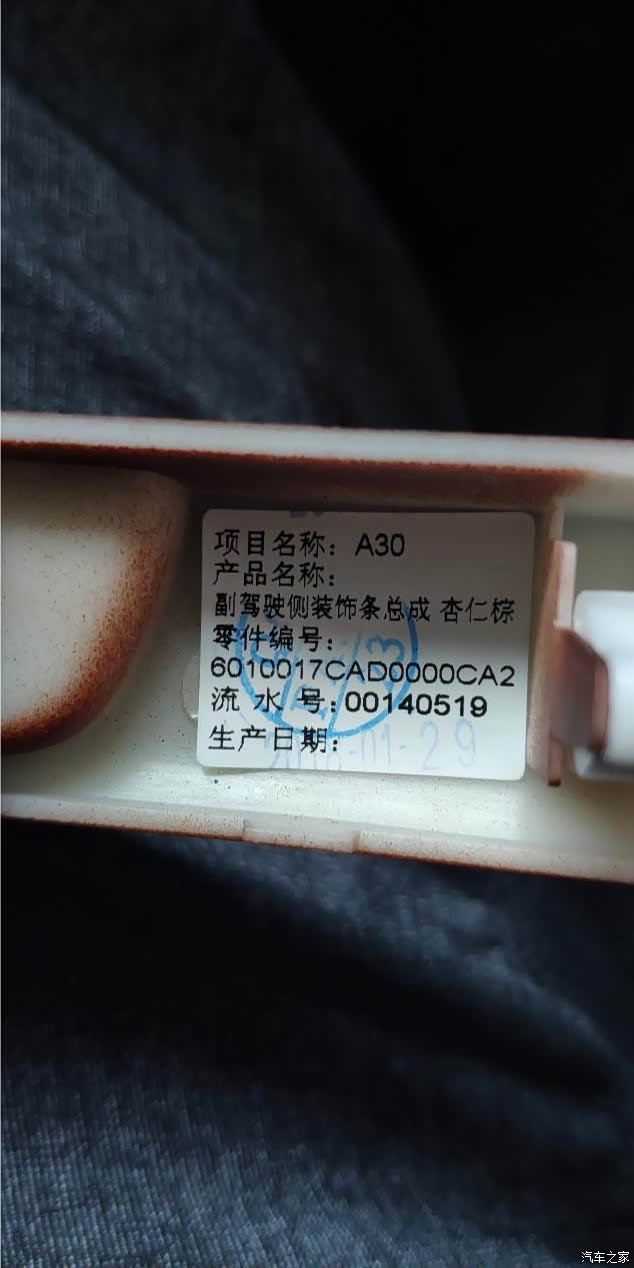 项目名称：A30
产品名称：
副驾驶侧装饰条总成 杏仁棕
零件编号：
6010017CAD0000CA2
流 水 号：00140519
生产日期：
-01-29
汽车之家